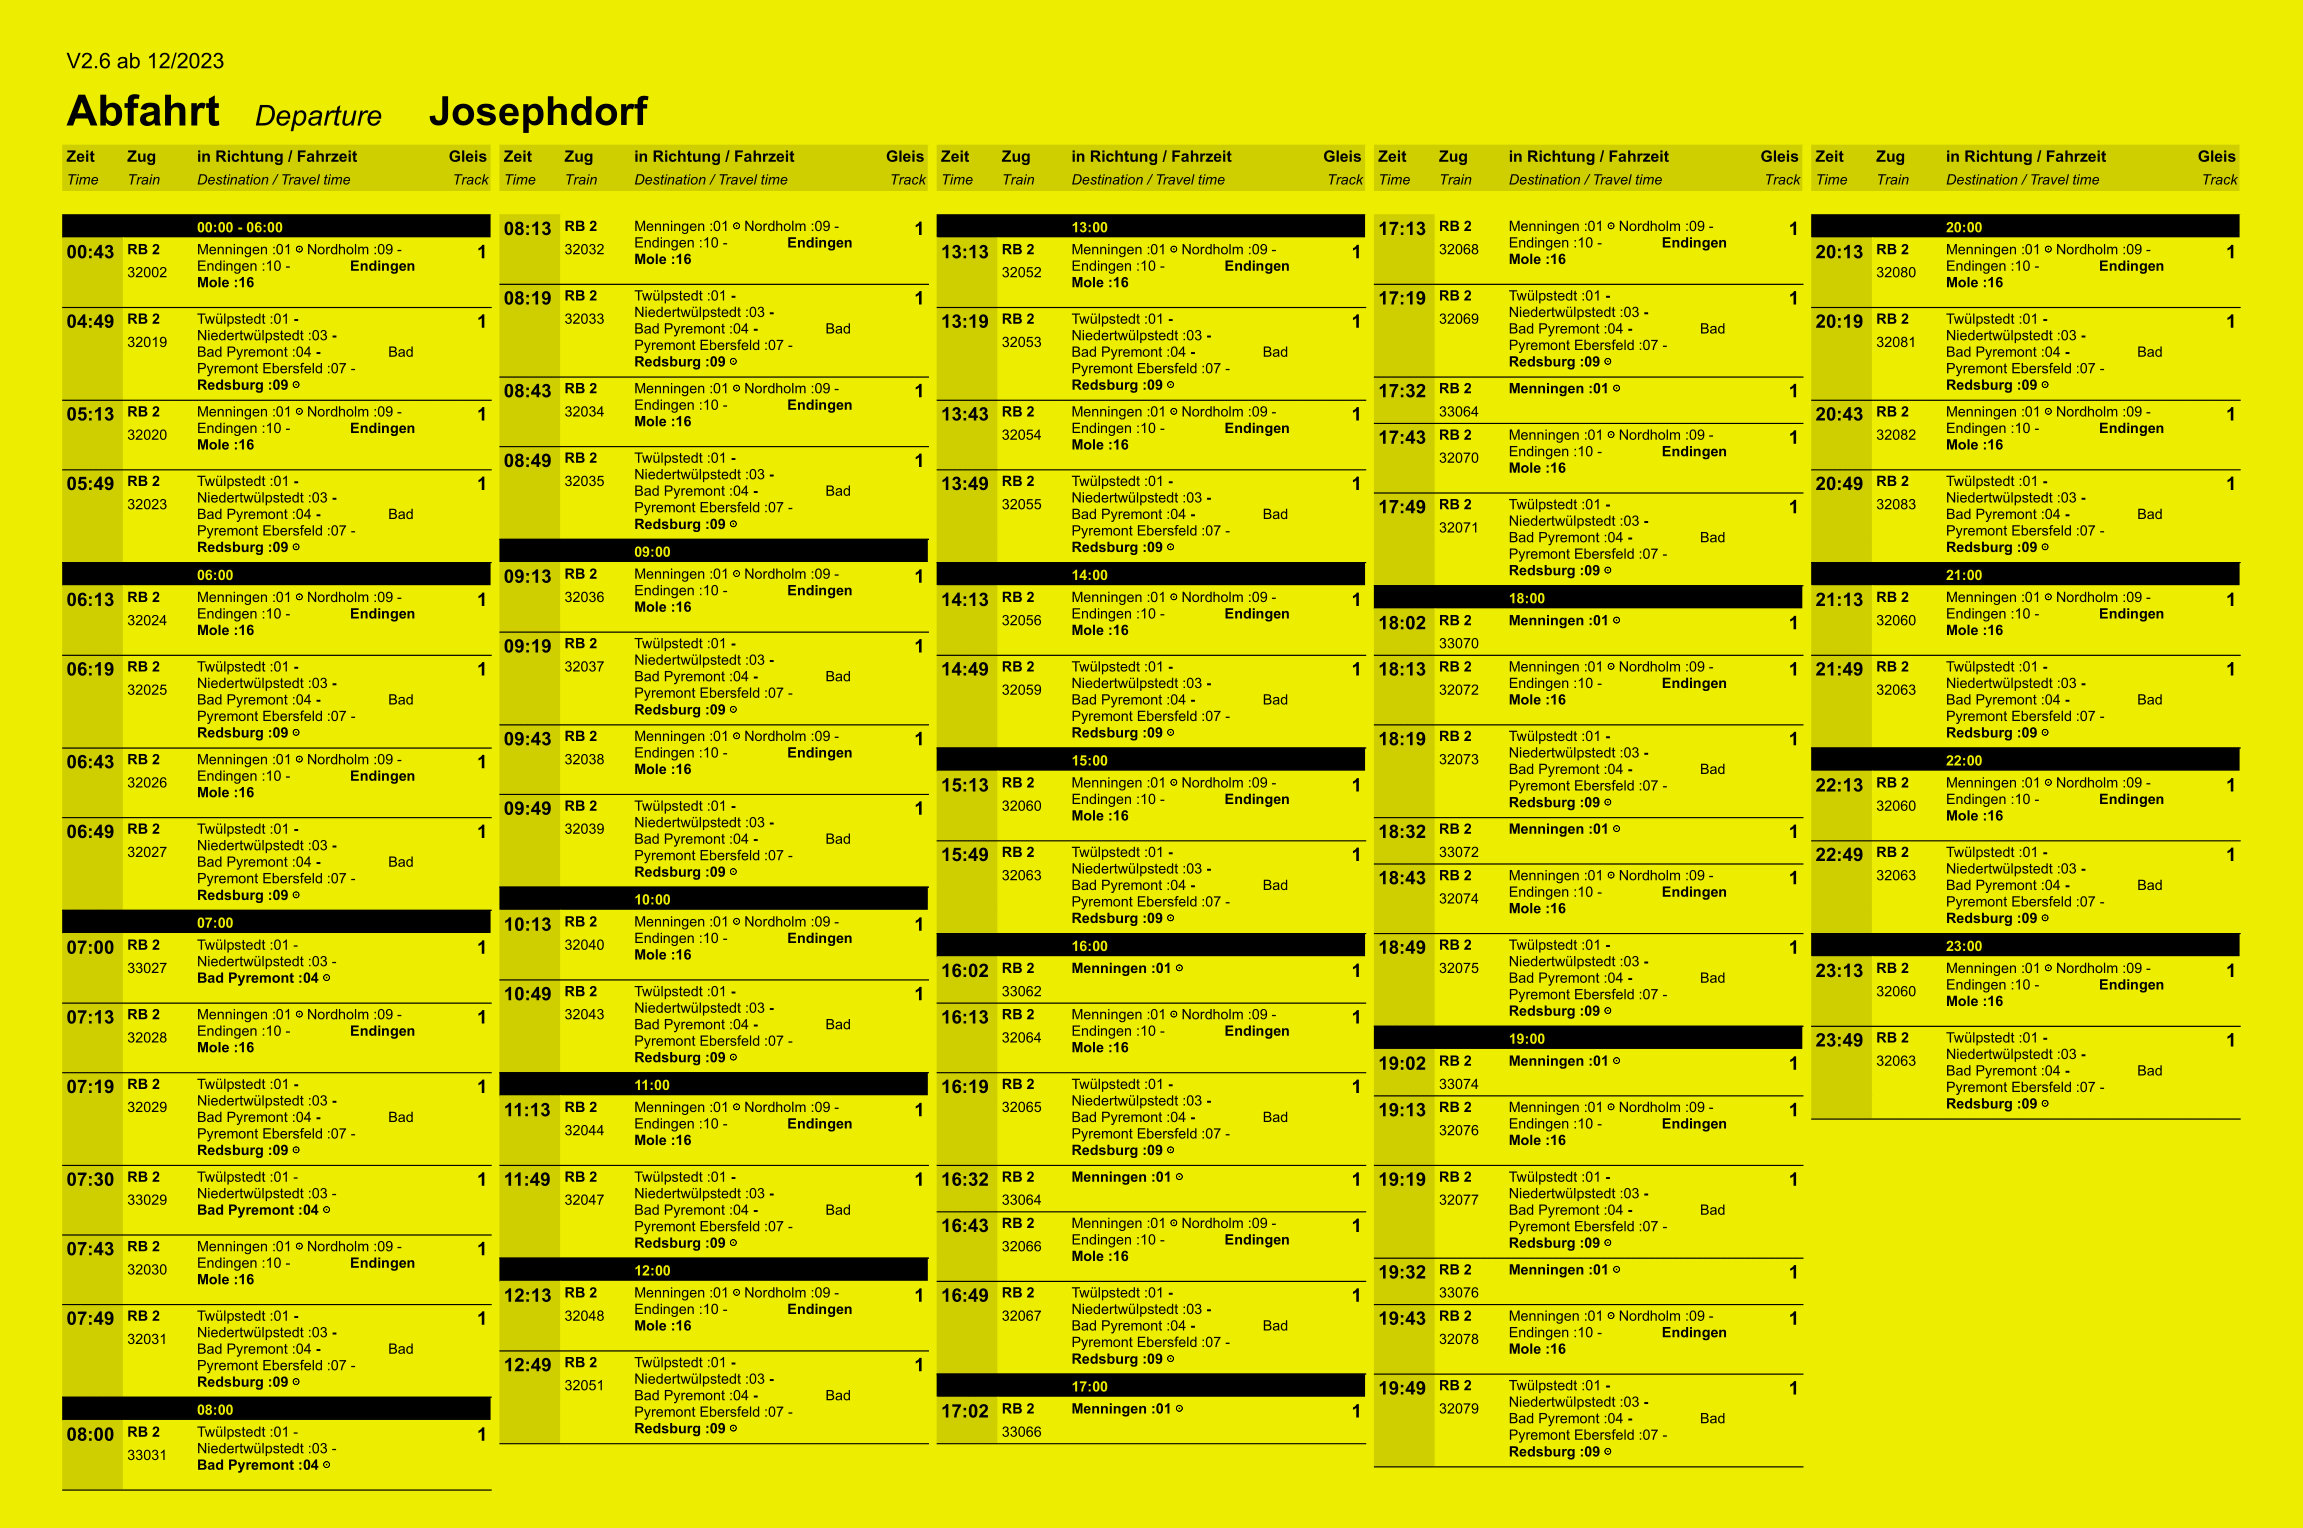 V2.6 ab 12/2023
Abfahrt Departure Josephdorf
Zeit Zug in Richtung / Fahrzeit Gleis
Time Train Destination / Travel time Track
00:00 - 06:00
00:43 RB 2 Menningen :01 ⊙ Nordholm :09 - 1
32002 Endingen :10 - Endingen
Mole :16
04:49 RB 2 Twülpstedt :01 - 1
32019 Niedertwülpstedt :03 -
Bad Pyremont :04 - Bad
Pyremont Ebersfeld :07 -
Redsburg :09 ⊙
05:13 RB 2 Menningen :01 ⊙ Nordholm :09 - 1
32020 Endingen :10 - Endingen
Mole :16
05:49 RB 2 Twülpstedt :01 - 1
32023 Niedertwülpstedt :03 -
Bad Pyremont :04 - Bad
Pyremont Ebersfeld :07 -
Redsburg :09 ⊙
06:00
06:13 RB 2 Menningen :01 ⊙ Nordholm :09 - 1
32024 Endingen :10 - Endingen
Mole :16
06:19 RB 2 Twülpstedt :01 - 1
32025 Niedertwülpstedt :03 -
Bad Pyremont :04 - Bad
Pyremont Ebersfeld :07 -
Redsburg :09 ⊙
06:43 RB 2 Menningen :01 ⊙ Nordholm :09 - 1
32026 Endingen :10 - Endingen
Mole :16
06:49 RB 2 Twülpstedt :01 - 1
32027 Niedertwülpstedt :03 -
Bad Pyremont :04 - Bad
Pyremont Ebersfeld :07 -
Redsburg :09 ⊙
07:00
07:00 RB 2 Twülpstedt :01 - 1
33027 Niedertwülpstedt :03 -
Bad Pyremont :04 ⊙
07:13 RB 2 Menningen :01 ⊙ Nordholm :09 - 1
32028 Endingen :10 - Endingen
Mole :16
07:19 RB 2 Twülpstedt :01 - 1
32029 Niedertwülpstedt :03 -
Bad Pyremont :04 - Bad
Pyremont Ebersfeld :07 -
Redsburg :09 ⊙
07:30 RB 2 Twülpstedt :01 - 1
33029 Niedertwülpstedt :03 -
Bad Pyremont :04 ⊙
07:43 RB 2 Menningen :01 ⊙ Nordholm :09 - 1
32030 Endingen :10 - Endingen
Mole :16
07:49 RB 2 Twülpstedt :01 - 1
32031 Niedertwülpstedt :03 -
Bad Pyremont :04 - Bad
Pyremont Ebersfeld :07 -
Redsburg :09 ⊙
08:00
08:00 RB 2 Twülpstedt :01 - 1
33031 Niedertwülpstedt :03 -
Bad Pyremont :04 ⊙
Zeit Zug in Richtung / Fahrzeit Gleis
Time Train Destination / Travel time Track
08:13 RB 2 Menningen :01 ⊙ Nordholm :09 - 1
32032 Endingen :10 - Endingen
Mole :16
08:19 RB 2 Twülpstedt :01 - 1
32033 Niedertwülpstedt :03 -
Bad Pyremont :04 - Bad
Pyremont Ebersfeld :07 -
Redsburg :09 ⊙
08:43 RB 2 Menningen :01 ⊙ Nordholm :09 - 1
32034 Endingen :10 - Endingen
Mole :16
08:49 RB 2 Twülpstedt :01 - 1
32035 Niedertwülpstedt :03 -
Bad Pyremont :04 - Bad
Pyremont Ebersfeld :07 -
Redsburg :09 ⊙
09:00
09:13 RB 2 Menningen :01 ⊙ Nordholm :09 - 1
32036 Endingen :10 - Endingen
Mole :16
09:19 RB 2 Twülpstedt :01 - 1
32037 Niedertwülpstedt :03 -
Bad Pyremont :04 - Bad
Pyremont Ebersfeld :07 -
Redsburg :09 ⊙
09:43 RB 2 Menningen :01 ⊙ Nordholm :09 - 1
32038 Endingen :10 - Endingen
Mole :16
09:49 RB 2 Twülpstedt :01 - 1
32039 Niedertwülpstedt :03 -
Bad Pyremont :04 - Bad
Pyremont Ebersfeld :07 -
Redsburg :09 ⊙
10:00
10:13 RB 2 Menningen :01 ⊙ Nordholm :09 - 1
32040 Endingen :10 - Endingen
Mole :16
10:49 RB 2 Twülpstedt :01 - 1
32043 Niedertwülpstedt :03 -
Bad Pyremont :04 - Bad
Pyremont Ebersfeld :07 -
Redsburg :09 ⊙
11:00
11:13 RB 2 Menningen :01 ⊙ Nordholm :09 - 1
32044 Endingen :10 - Endingen
Mole :16
11:49 RB 2 Twülpstedt :01 - 1
32047 Niedertwülpstedt :03 -
Bad Pyremont :04 - Bad
Pyremont Ebersfeld :07 -
Redsburg :09 ⊙
12:00
12:13 RB 2 Menningen :01 ⊙ Nordholm :09 - 1
32048 Endingen :10 - Endingen
Mole :16
12:49 RB 2 Twülpstedt :01 - 1
32051 Niedertwülpstedt :03 -
Bad Pyremont :04 - Bad
Pyremont Ebersfeld :07 -
Redsburg :09 ⊙
Zeit Zug in Richtung / Fahrzeit Gleis
Time Train Destination / Travel time Track
13:00
13:13 RB 2 Menningen :01 ⊙ Nordholm :09 - 1
32052 Endingen :10 - Endingen
Mole :16
13:19 RB 2 Twülpstedt :01 - 1
32053 Niedertwülpstedt :03 -
Bad Pyremont :04 - Bad
Pyremont Ebersfeld :07 -
Redsburg :09 ⊙
13:43 RB 2 Menningen :01 ⊙ Nordholm :09 - 1
32054 Endingen :10 - Endingen
Mole :16
13:49 RB 2 Twülpstedt :01 - 1
32055 Niedertwülpstedt :03 -
Bad Pyremont :04 - Bad
Pyremont Ebersfeld :07 -
Redsburg :09 ⊙
14:00
14:13 RB 2 Menningen :01 ⊙ Nordholm :09 - 1
32056 Endingen :10 - Endingen
Mole :16
14:49 RB 2 Twülpstedt :01 - 1
32059 Niedertwülpstedt :03 -
Bad Pyremont :04 - Bad
Pyremont Ebersfeld :07 -
Redsburg :09 ⊙
15:00
15:13 RB 2 Menningen :01 ⊙ Nordholm :09 - 1
32060 Endingen :10 - Endingen
Mole :16
15:49 RB 2 Twülpstedt :01 - 1
32063 Niedertwülpstedt :03 -
Bad Pyremont :04 - Bad
Pyremont Ebersfeld :07 -
Redsburg :09 ⊙
16:00
16:02 RB 2 Menningen :01 ⊙ 1
33062
16:13 RB 2 Menningen :01 ⊙ Nordholm :09 - 1
32064 Endingen :10 - Endingen
Mole :16
16:19 RB 2 Twülpstedt :01 - 1
32065 Niedertwülpstedt :03 -
Bad Pyremont :04 - Bad
Pyremont Ebersfeld :07 -
Redsburg :09 ⊙
16:32 RB 2 Menningen :01 ⊙ 1
33064
16:43 RB 2 Menningen :01 ⊙ Nordholm :09 - 1
32066 Endingen :10 - Endingen
Mole :16
16:49 RB 2 Twülpstedt :01 - 1
32067 Niedertwülpstedt :03 -
Bad Pyremont :04 - Bad
Pyremont Ebersfeld :07 -
Redsburg :09 ⊙
17:00
17:02 RB 2 Menningen :01 ⊙ 1
33066
Zeit Zug in Richtung / Fahrzeit Gleis
Time Train Destination / Travel time Track
17:13 RB 2 Menningen :01 ⊙ Nordholm :09 - 1
32068 Endingen :10 - Endingen
Mole :16
17:19 RB 2 Twülpstedt :01 - 1
32069 Niedertwülpstedt :03 -
Bad Pyremont :04 - Bad
Pyremont Ebersfeld :07 -
Redsburg :09 ⊙
17:32 RB 2 Menningen :01 ⊙ 1
33064
17:43 RB 2 Menningen :01 ⊙ Nordholm :09 - 1
32070 Endingen :10 - Endingen
Mole :16
17:49 RB 2 Twülpstedt :01 - 1
32071 Niedertwülpstedt :03 -
Bad Pyremont :04 - Bad
Pyremont Ebersfeld :07 -
Redsburg :09 ⊙
18:00
18:02 RB 2 Menningen :01 ⊙ 1
33070
18:13 RB 2 Menningen :01 ⊙ Nordholm :09 - 1
32072 Endingen :10 - Endingen
Mole :16
18:19 RB 2 Twülpstedt :01 - 1
32073 Niedertwülpstedt :03 -
Bad Pyremont :04 - Bad
Pyremont Ebersfeld :07 -
Redsburg :09 ⊙
18:32 RB 2 Menningen :01 ⊙ 1
33072
18:43 RB 2 Menningen :01 ⊙ Nordholm :09 - 1
32074 Endingen :10 - Endingen
Mole :16
18:49 RB 2 Twülpstedt :01 - 1
32075 Niedertwülpstedt :03 -
Bad Pyremont :04 - Bad
Pyremont Ebersfeld :07 -
Redsburg :09 ⊙
19:00
19:02 RB 2 Menningen :01 ⊙ 1
33074
19:13 RB 2 Menningen :01 ⊙ Nordholm :09 - 1
32076 Endingen :10 - Endingen
Mole :16
19:19 RB 2 Twülpstedt :01 - 1
32077 Niedertwülpstedt :03 -
Bad Pyremont :04 - Bad
Pyremont Ebersfeld :07 -
Redsburg :09 ⊙
19:32 RB 2 Menningen :01 ⊙ 1
33076
19:43 RB 2 Menningen :01 ⊙ Nordholm :09 - 1
32078 Endingen :10 - Endingen
Mole :16
19:49 RB 2 Twülpstedt :01 - 1
32079 Niedertwülpstedt :03 -
Bad Pyremont :04 - Bad
Pyremont Ebersfeld :07 -
Redsburg :09 ⊙
Zeit Zug in Richtung / Fahrzeit Gleis
Time Train Destination / Travel time Track
20:00
20:13 RB 2 Menningen :01 ⊙ Nordholm :09 - 1
32080 Endingen :10 - Endingen
Mole :16
20:19 RB 2 Twülpstedt :01 - 1
32081 Niedertwülpstedt :03 -
Bad Pyremont :04 - Bad
Pyremont Ebersfeld :07 -
Redsburg :09 ⊙
20:43 RB 2 Menningen :01 ⊙ Nordholm :09 - 1
32082 Endingen :10 - Endingen
Mole :16
20:49 RB 2 Twülpstedt :01 - 1
32083 Niedertwülpstedt :03 -
Bad Pyremont :04 - Bad
Pyremont Ebersfeld :07 -
Redsburg :09 ⊙
21:00
21:13 RB 2 Menningen :01 ⊙ Nordholm :09 - 1
32060 Endingen :10 - Endingen
Mole :16
21:49 RB 2 Twülpstedt :01 - 1
32063 Niedertwülpstedt :03 -
Bad Pyremont :04 - Bad
Pyremont Ebersfeld :07 -
Redsburg :09 ⊙
22:00
22:13 RB 2 Menningen :01 ⊙ Nordholm :09 - 1
32060 Endingen :10 - Endingen
Mole :16
22:49 RB 2 Twülpstedt :01 - 1
32063 Niedertwülpstedt :03 -
Bad Pyremont :04 - Bad
Pyremont Ebersfeld :07 -
Redsburg :09 ⊙
23:00
23:13 RB 2 Menningen :01 ⊙ Nordholm :09 - 1
32060 Endingen :10 - Endingen
Mole :16
23:49 RB 2 Twülpstedt :01 - 1
32063 Niedertwülpstedt :03 -
Bad Pyremont :04 - Bad
Pyremont Ebersfeld :07 -
Redsburg :09 ⊙